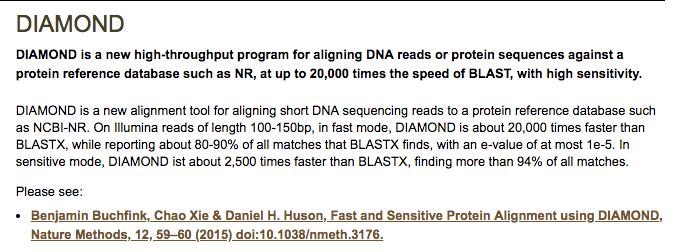 DIAMOND
DIAMOND is a new high-throughput program for aligning DNA reads or protein sequences against a
protein reference database such as NR, at up to 20,000 times the speed of BLAST, with high sensitivity.
DIAMOND is a new alignment tool for aligning short DNA sequencing reads to a protein reference database such
as NCBI-NR. On Illumina reads of length 100-150bp, in fast mode, DIAMOND is about 20,000 times faster than
BLASTX, while reporting about 80-90% of all matches that BLASTX finds, with an e-value of at most 1e-5. In
sensitive mode, DIAMOND ist about 2,500 times faster than BLASTX, finding more than 94% of all matches.
Please see:
• Benjamin Buchfink, Chao Xie & Daniel H. Huson, Fast and Sensitive Protein Alignment using DIAMOND,
Nature Methods, 12, 59–60 (2015) doi:10.1038/nmeth.3176.